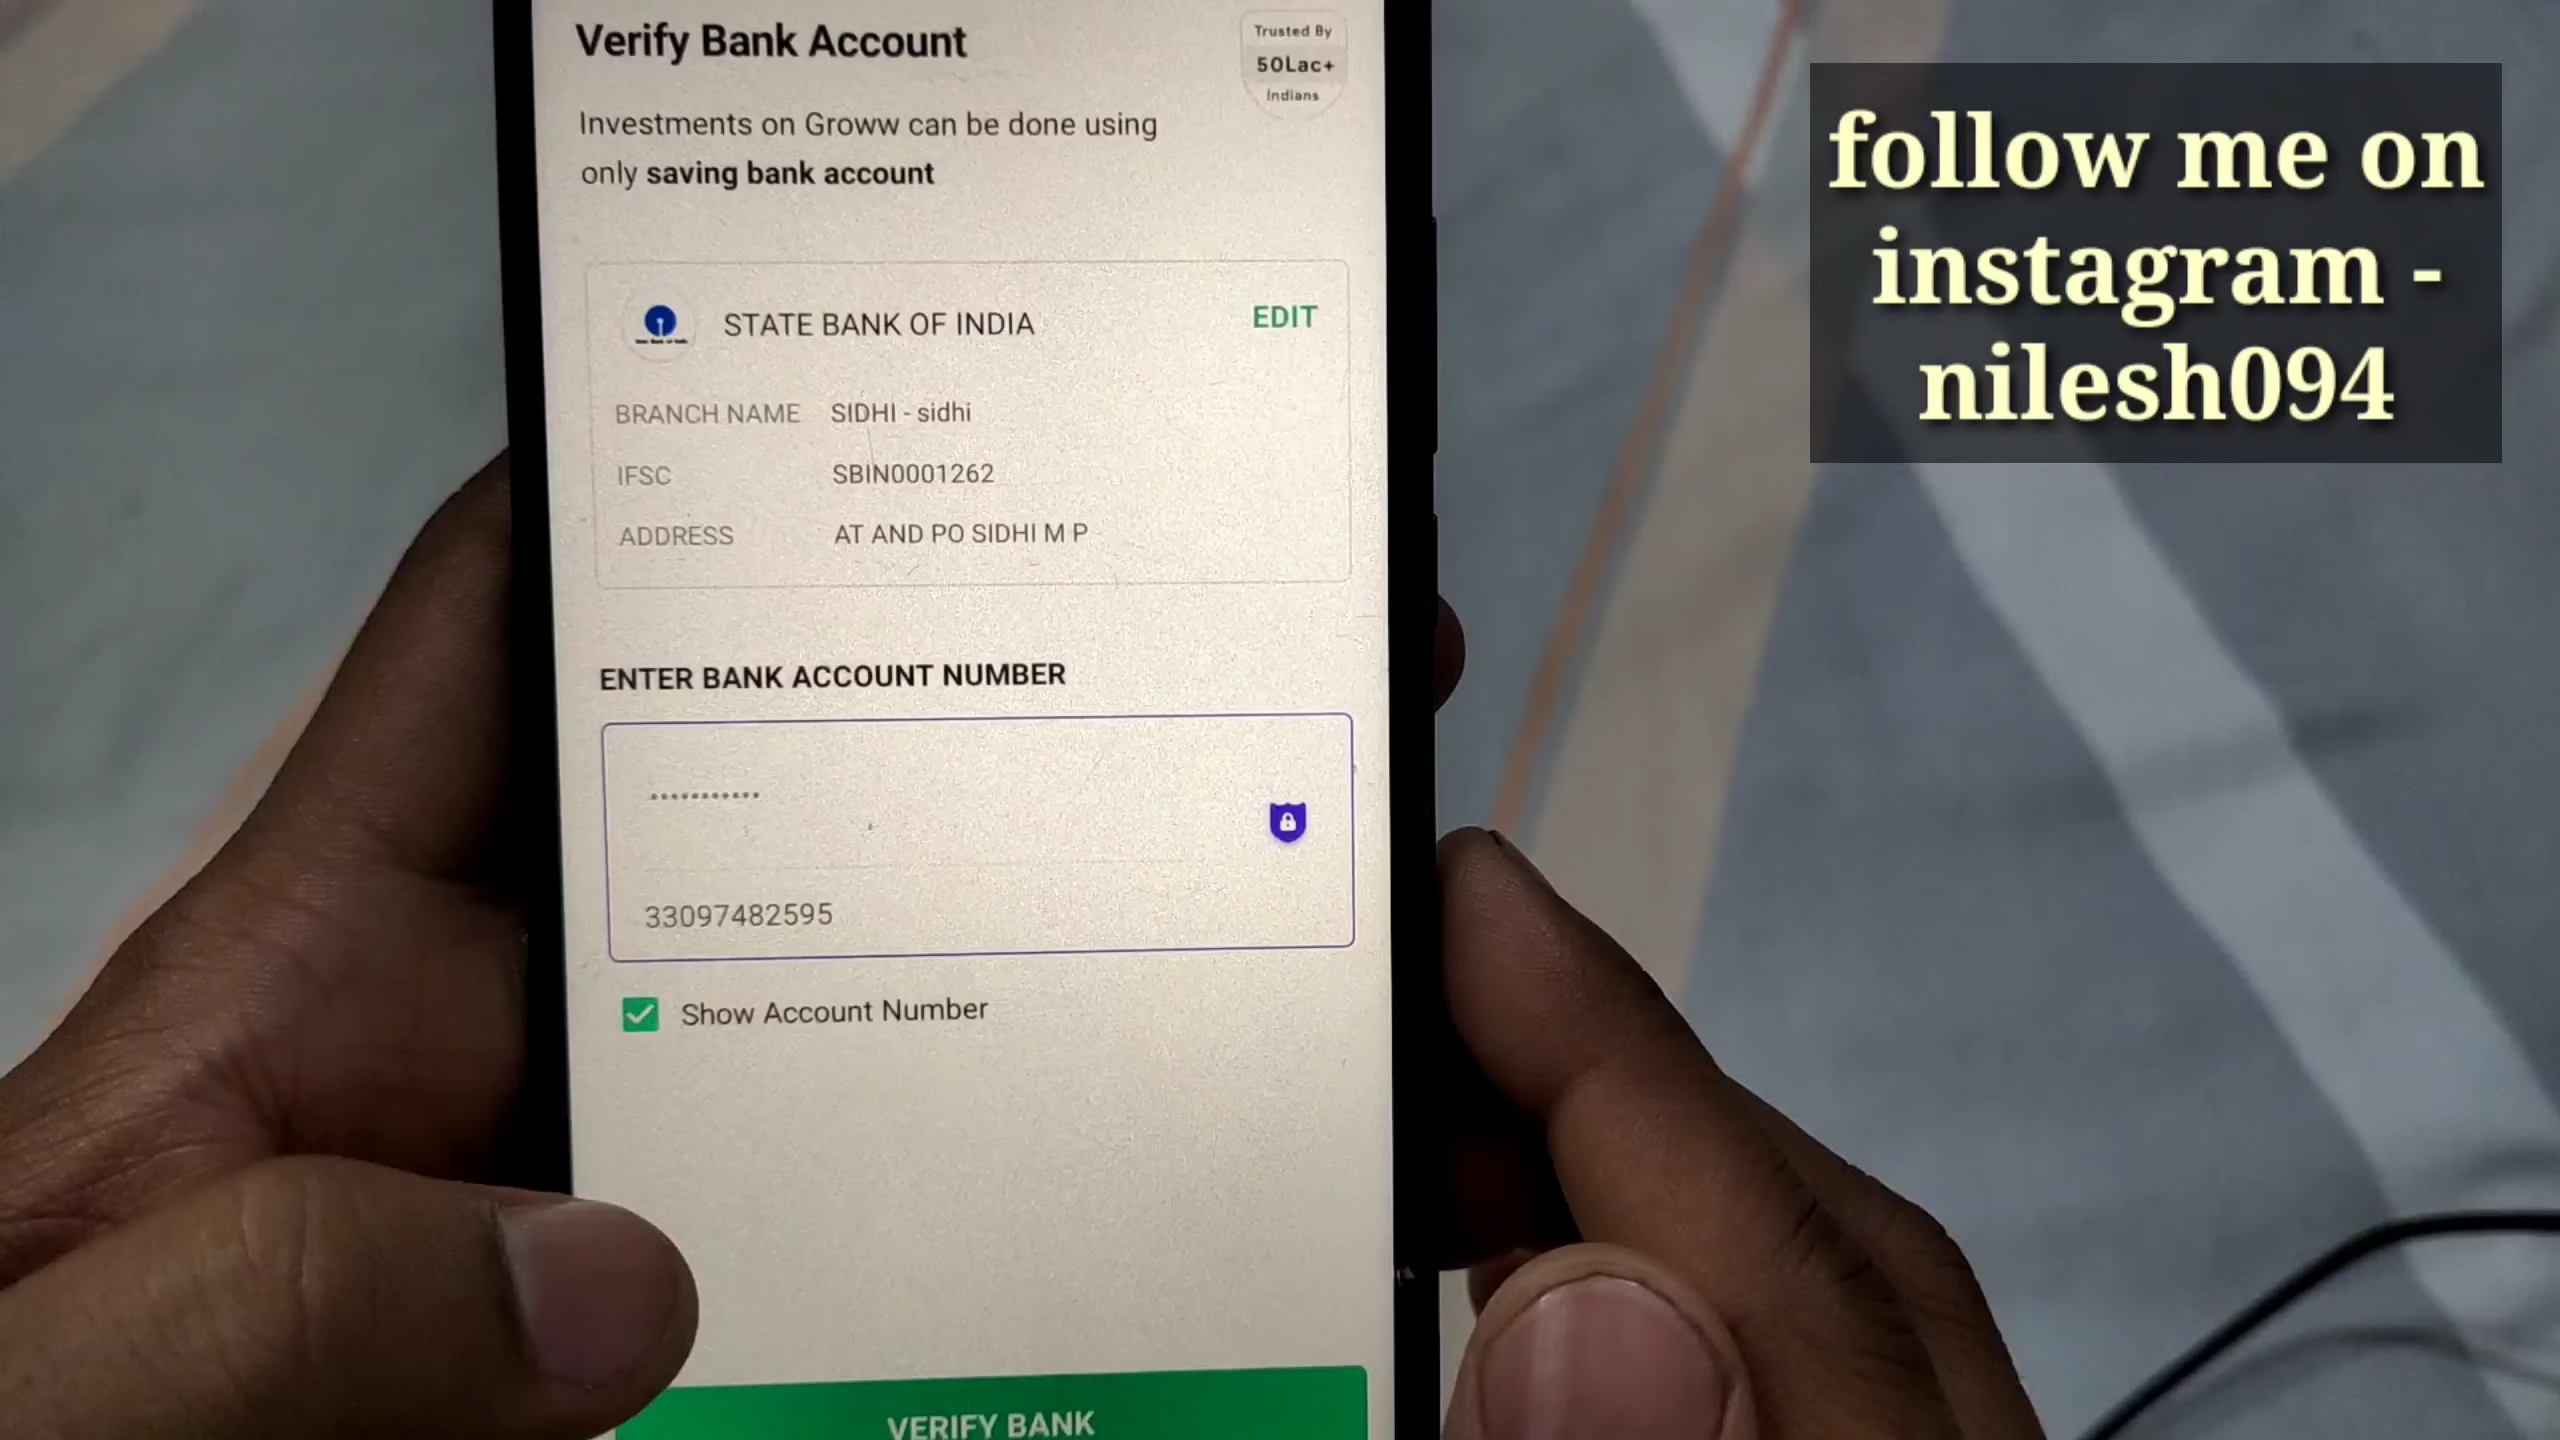 Verify Bank Account
Trusted By
50Lac+
Indians
Investments on Groww can be done using
only saving bank account
STATE BANK OF INDIA
EDIT
BRANCH NAME SIDHI - sidhi
IFSC SBIN0001262
ADDRESS AT AND PO SIDHI M P
ENTER BANK ACCOUNT NUMBER
•••••••••••
33097482595
Show Account Number
VERIFY BANK
follow me on
instagram -
nilesh094